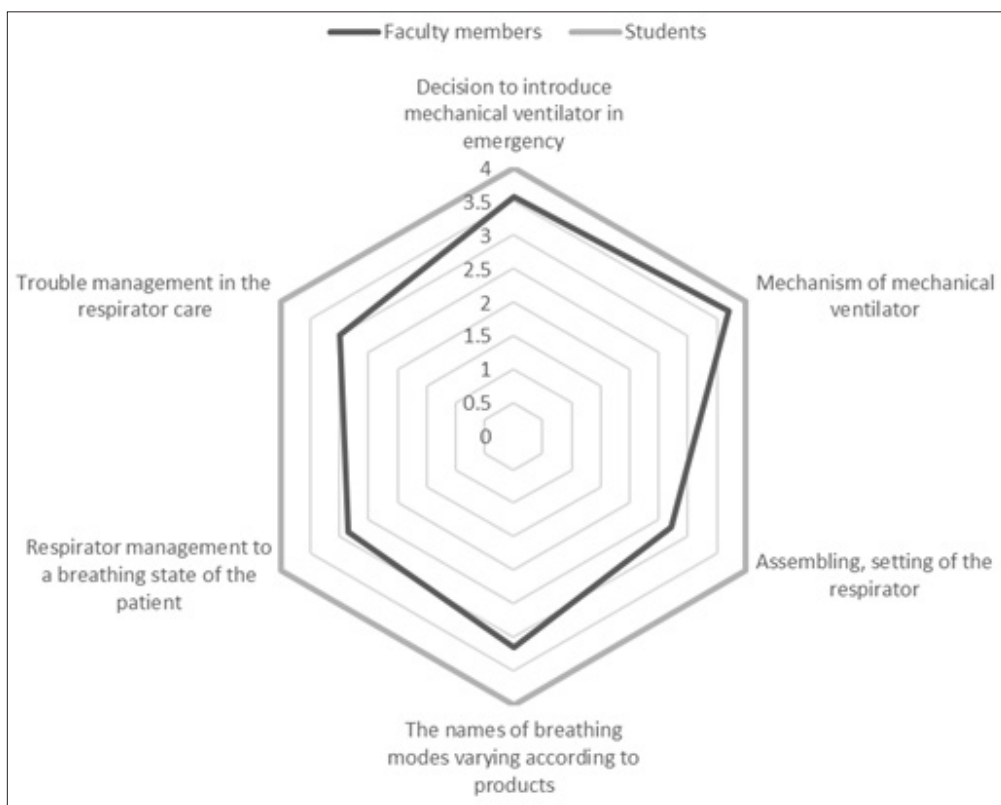 Faculty members
Students
Decision to introduce
mechanical ventilator in
emergency
4
3.5
3
2.5
2
1.5
1
0.5
0
Mechanism of mechanical
ventilator
Assembling, setting of the
respirator
The names of breathing
modes varying according to
products
Respirator management to
a breathing state of the
patient
Trouble management in the
respirator care